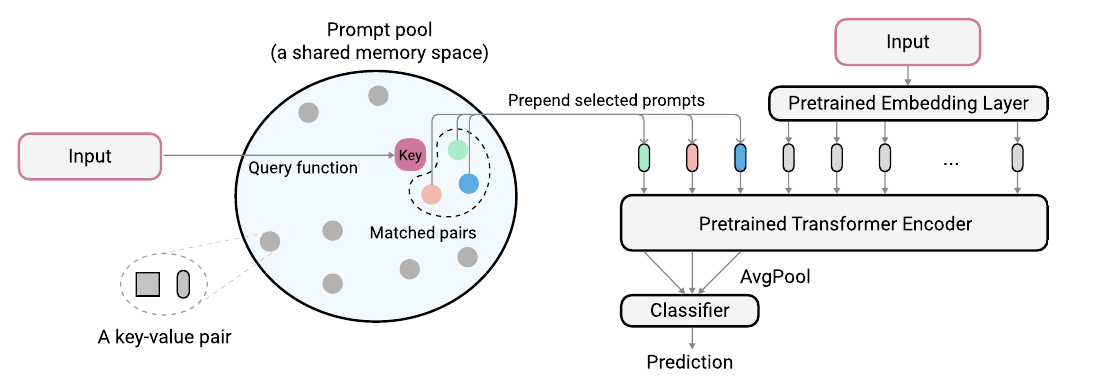 Prompt pool
(a shared memory space)
Input
Query function
Key
Matched pairs
A key-value pair
Prepend selected prompts
Input
Pretrained Embedding Layer
...
Pretrained Transformer Encoder
AvgPool
Classifier
Prediction